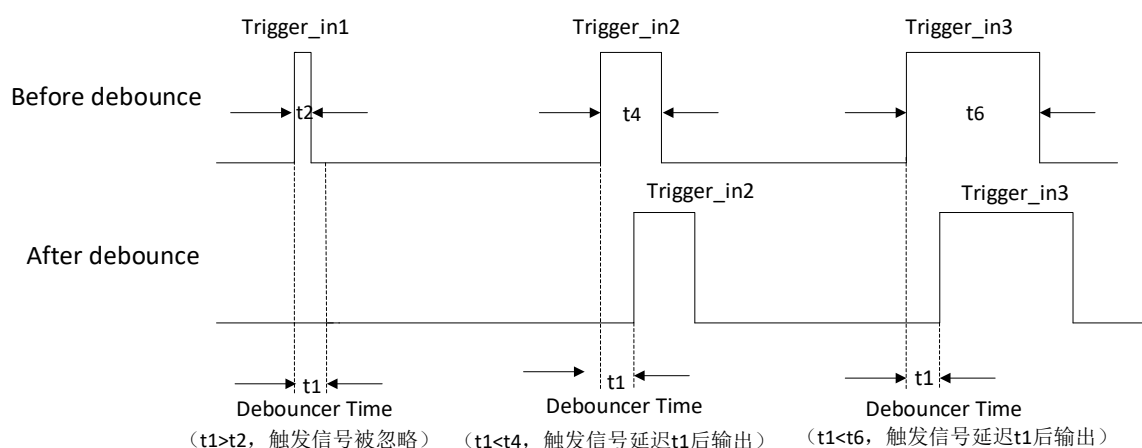 Trigger_in1 Trigger_in2 Trigger_in3
Before debounce
t2 t4 t6
Trigger_in2 Trigger_in3
After debounce
t1 t1 t1
Debouncer Time Debouncer Time Debouncer Time
（t1>t2，触发信号被忽略） （t1<t4，触发信号延迟t1后输出） （t1<t6，触发信号延迟t1后输出）